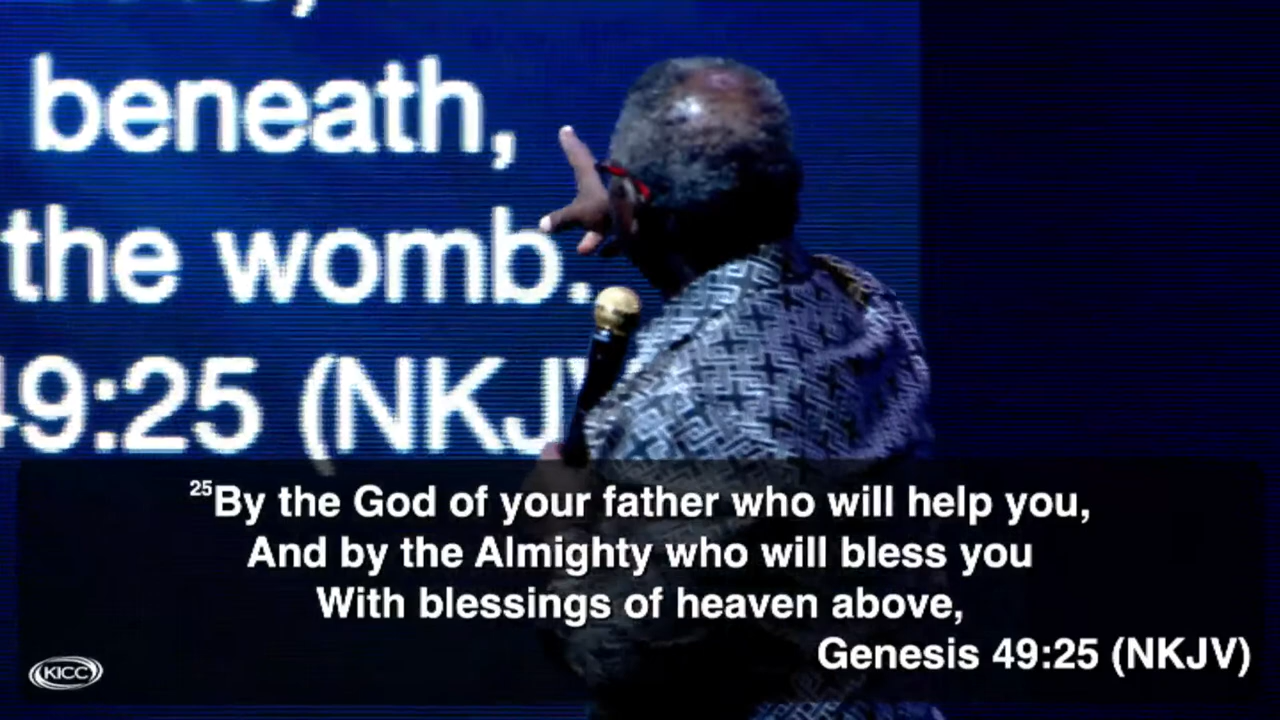 beneath,
the womb.
49:25 (NKJV
25By the God of your father who will help you,
And by the Almighty who will bless you
With blessings of heaven above,
Genesis 49:25 (NKJV)
KICC